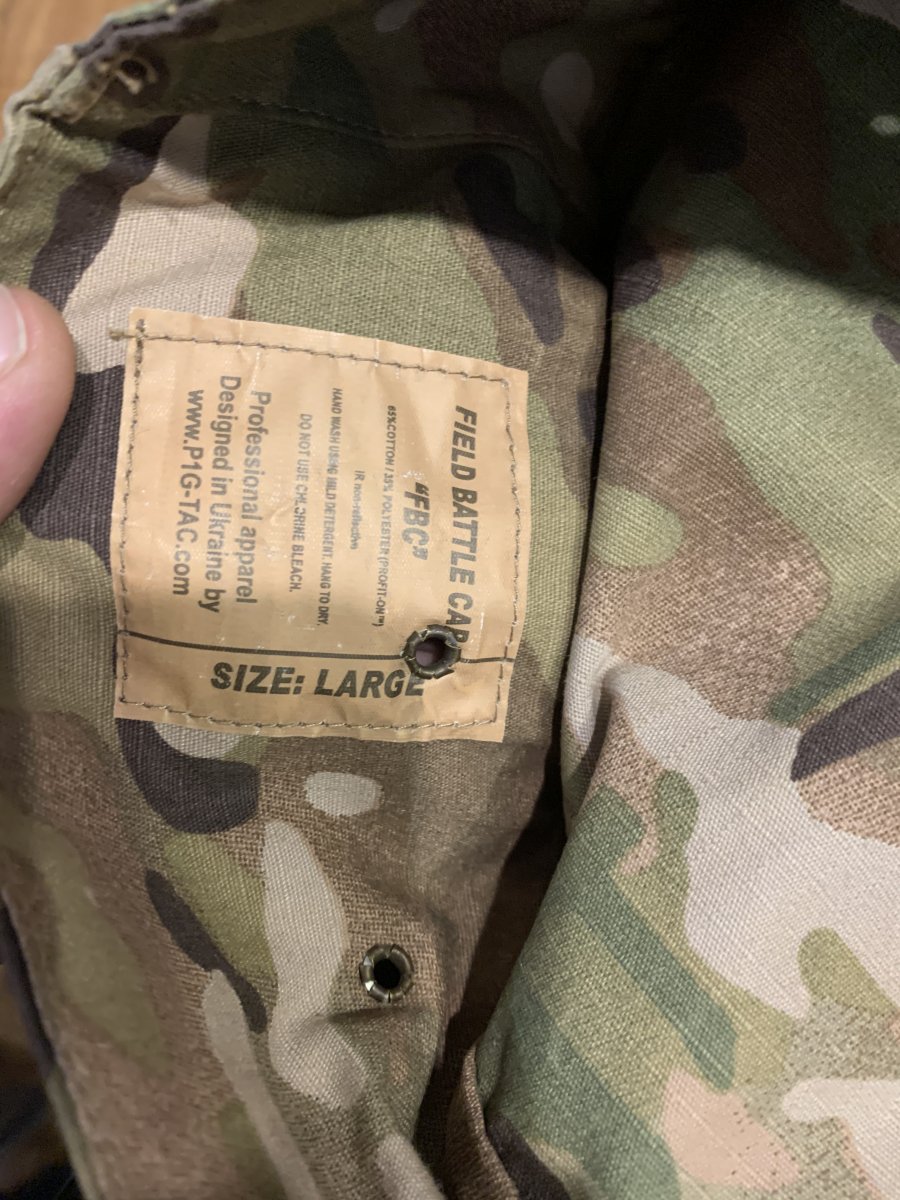 FIELD BATTLE CAP
"FBC"
65%COTTON / 35% POLYESTER (PROFIT-ON™)
IR non-reflective
HAND WASH USING MILD DETERGENT. HANG TO DRY.
DO NOT USE CHLORINE BLEACH.
Professional apparel
Designed in Ukraine by
www.P1G-TAC.com
SIZE: LARGE